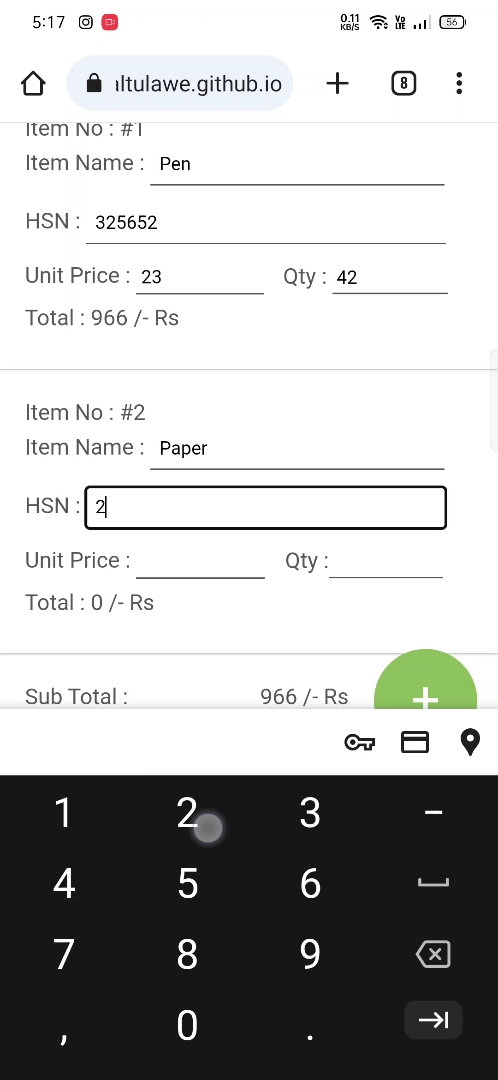 5:17 0.11 KB/S Vo LTE 56
ıltulawe.github.io + 8
Item No : #1
Item Name : Pen
HSN : 325652
Unit Price : 23 Qty : 42
Total : 966 /- Rs
Item No : #2
Item Name : Paper
HSN : 2
Unit Price : Qty :
Total : 0 /- Rs
Sub Total : 966 /- Rs +
1 2 3 −
4 5 6
7 8 9
, 0 .